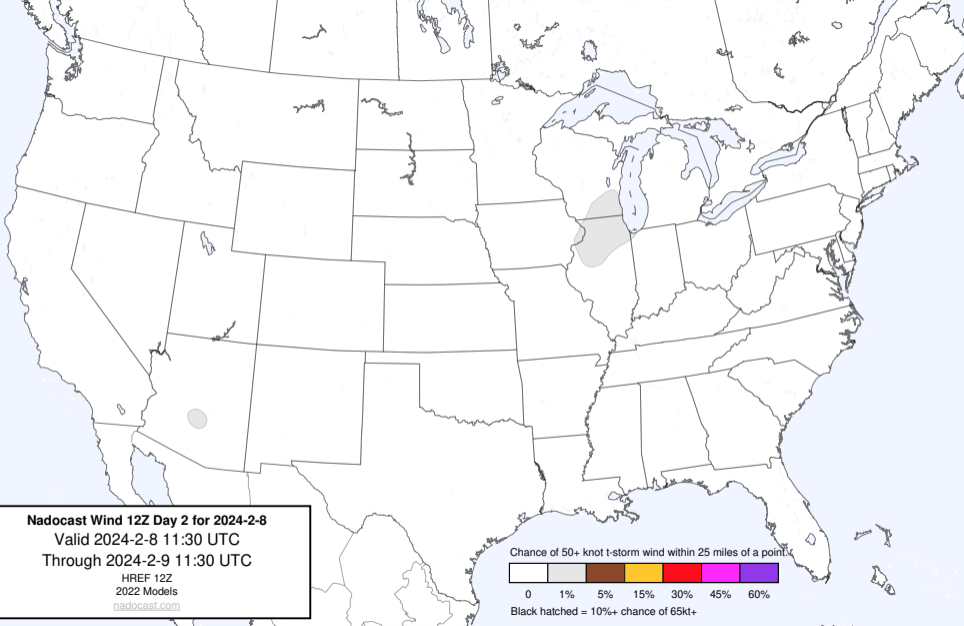 Nadocast Wind 12Z Day 2 for 2024-2-8
Valid 2024-2-8 11:30 UTC
Through 2024-2-9 11:30 UTC
HREF 12Z
2022 Models
nadocast.com
Chance of 50+ knot t-storm wind within 25 miles of a point.
0 1% 5% 15% 30% 45% 60%
Black hatched = 10%+ chance of 65kt+